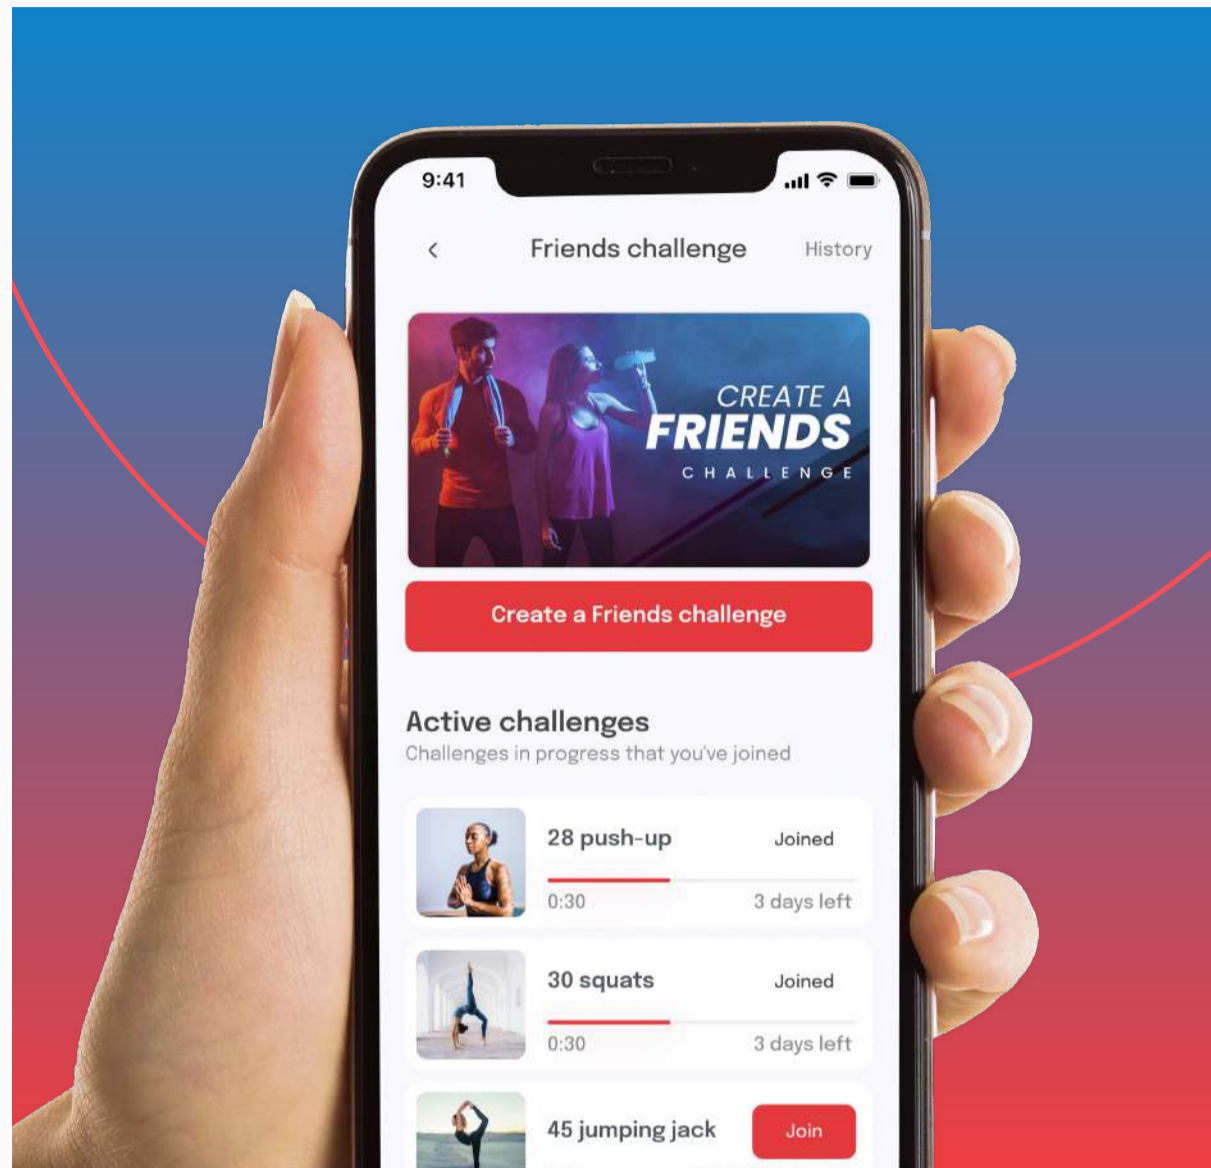 9:41
Friends challenge
History
CREATE A
FRIENDS
CHALLENGE
Create a Friends challenge
Active challenges
Challenges in progress that you've joined
28 push-up
Joined
0:30
3 days left
30 squats
Joined
0:30
3 days left
45 jumping jack
Join